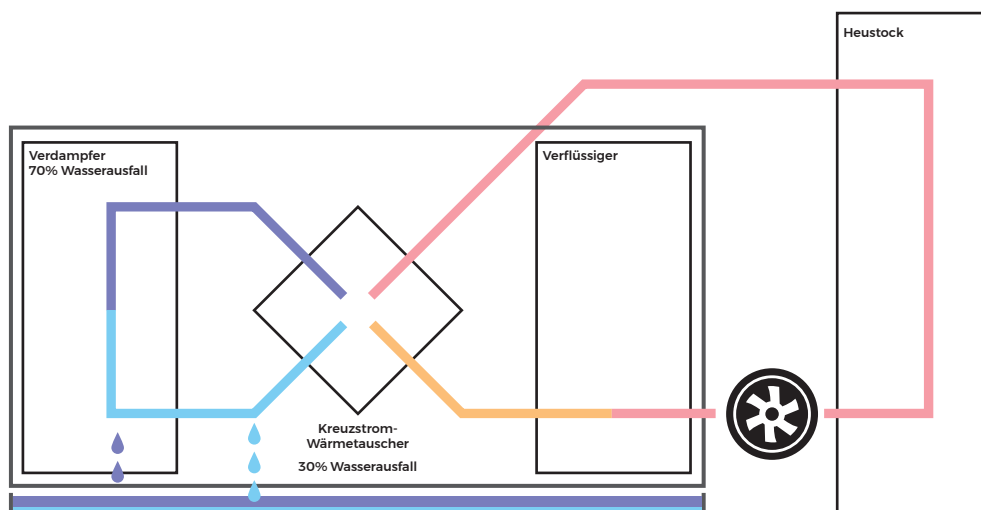 Heustock
Verdampfer
70% Wasserausfall
Verflüssiger
Kreuzstrom-
Wärmetauscher
30% Wasserausfall